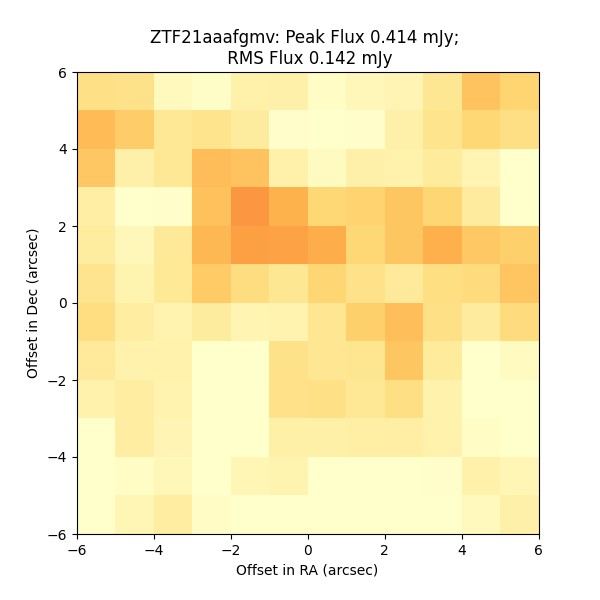 ZTF21aaafgmv: Peak Flux 0.414 mJy;
RMS Flux 0.142 mJy
6
4
2
0
−2
−4
−6
Offset in Dec (arcsec)
−6 −4 −2 0 2 4 6
Offset in RA (arcsec)